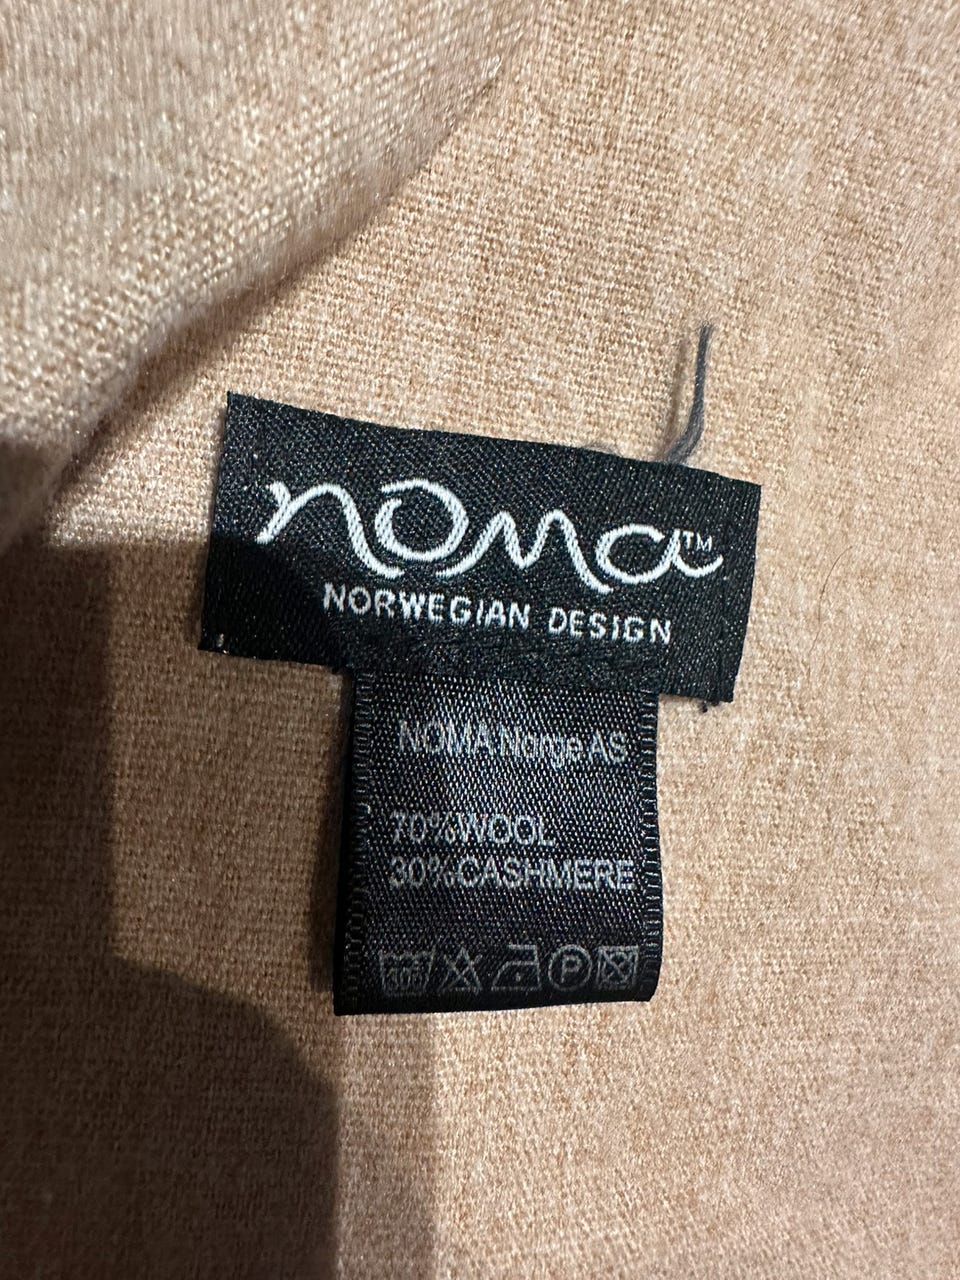 noma™
NORWEGIAN DESIGN
NOMA Norge AS
70%WOOL
30%CASHMERE
P